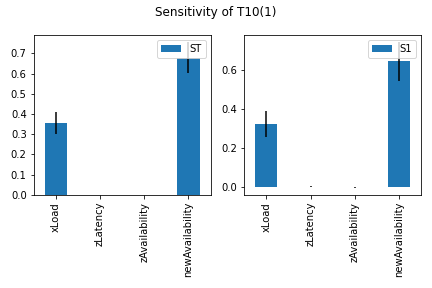 Sensitivity of T10(1)
ST
0.7
0.6
0.5
0.4
0.3
0.2
0.1
0.0
xLoad
zLatency
zAvailability
newAvailability
S1
0.6
0.4
0.2
0.0
xLoad
zLatency
zAvailability
newAvailability